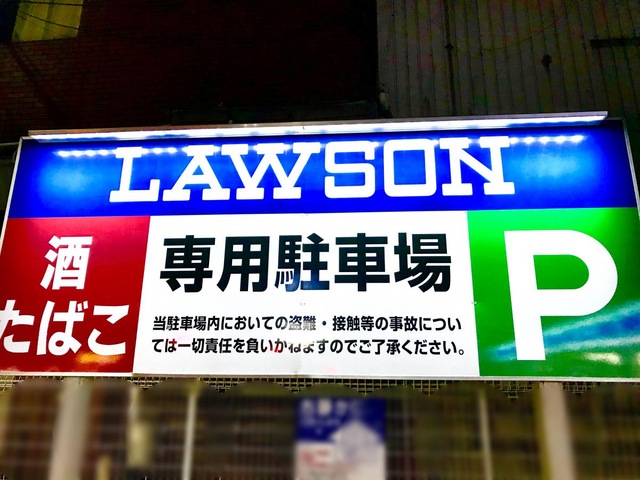 LAWSON
酒
たばこ
専用駐車場
当駐車場内においての盗難・接触等の事故につい
ては一切責任を負いかねますのでご了承ください。
P